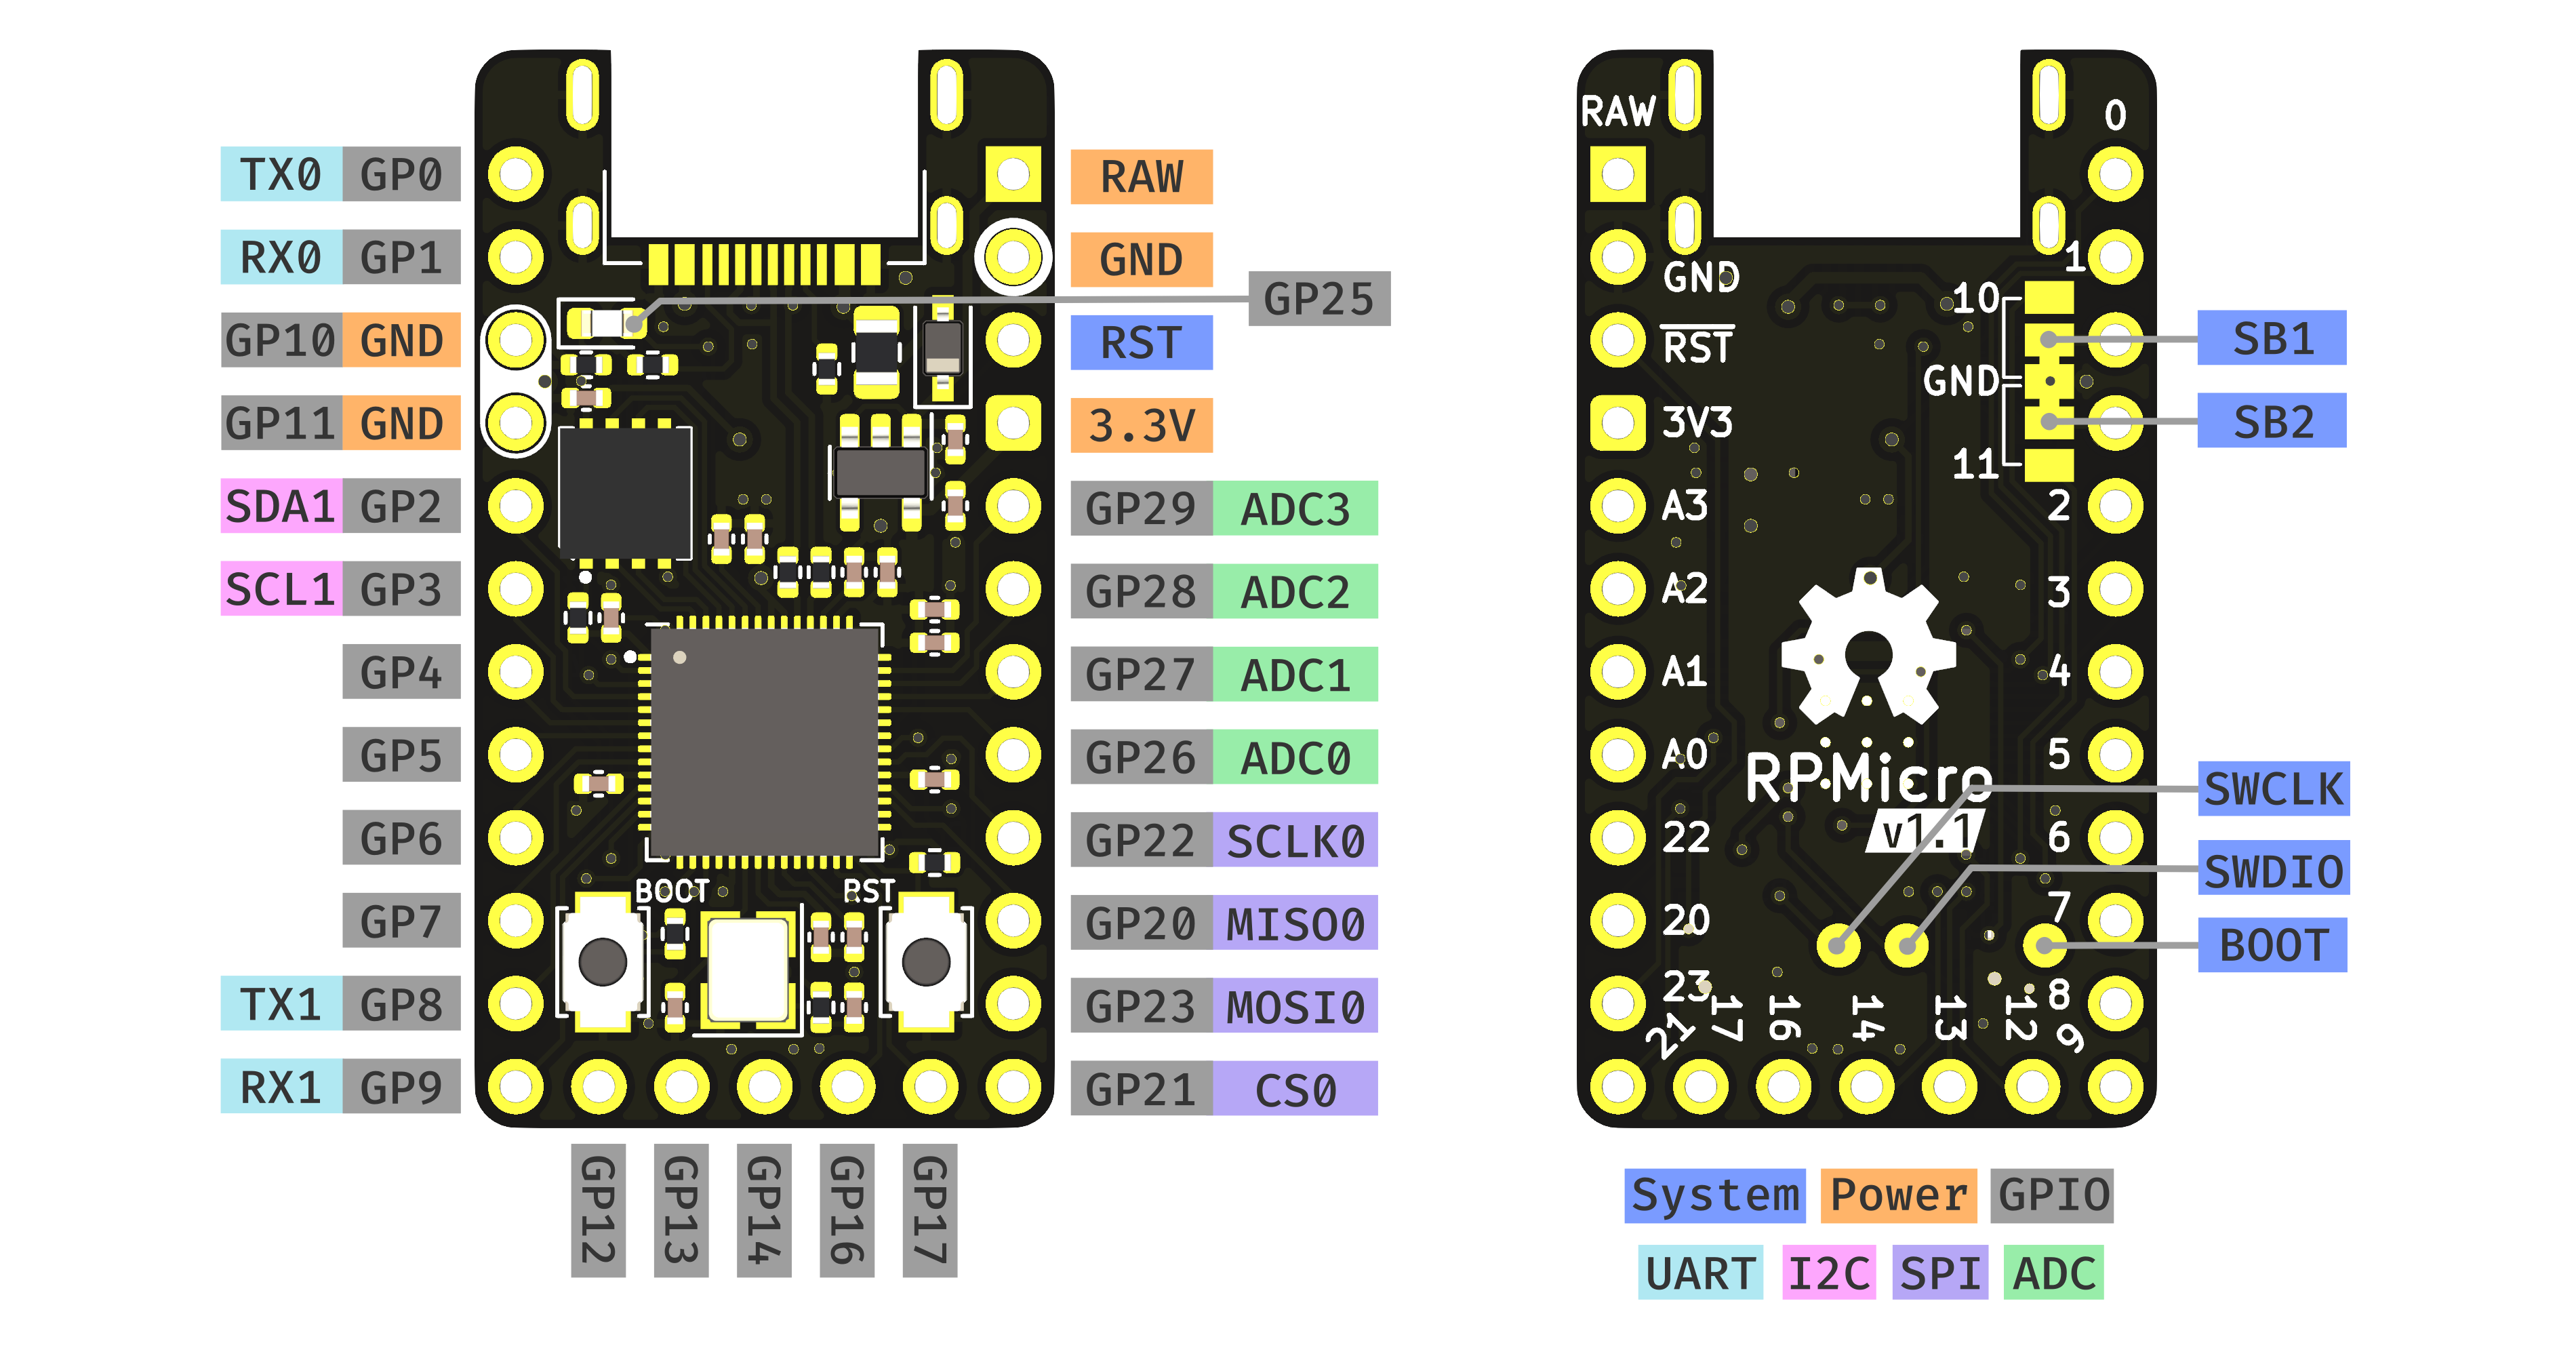 TX0 GP0
RX0 GP1
GP10 GND
GP11 GND
SDA1 GP2
SCL1 GP3
GP4
GP5
GP6
GP7
TX1 GP8
RX1 GP9
BOOT RST
GP12 GP13 GP14 GP16 GP17
RAW
GND
GP25
RST
3.3V
GP29 ADC3
GP28 ADC2
GP27 ADC1
GP26 ADC0
GP22 SCLK0
GP20 MISO0
GP23 MOSI0
GP21 CS0
RAW
GND
RST
3V3
A3
A2
A1
A0
22
20
23
21
17 16 14 13 12
0
1
10
GND
11
2
3
4
5
6
7
8
9
RPMicro
v1.1
SB1
SB2
SWCLK
SWDIO
BOOT
System Power GPIO
UART I2C SPI ADC